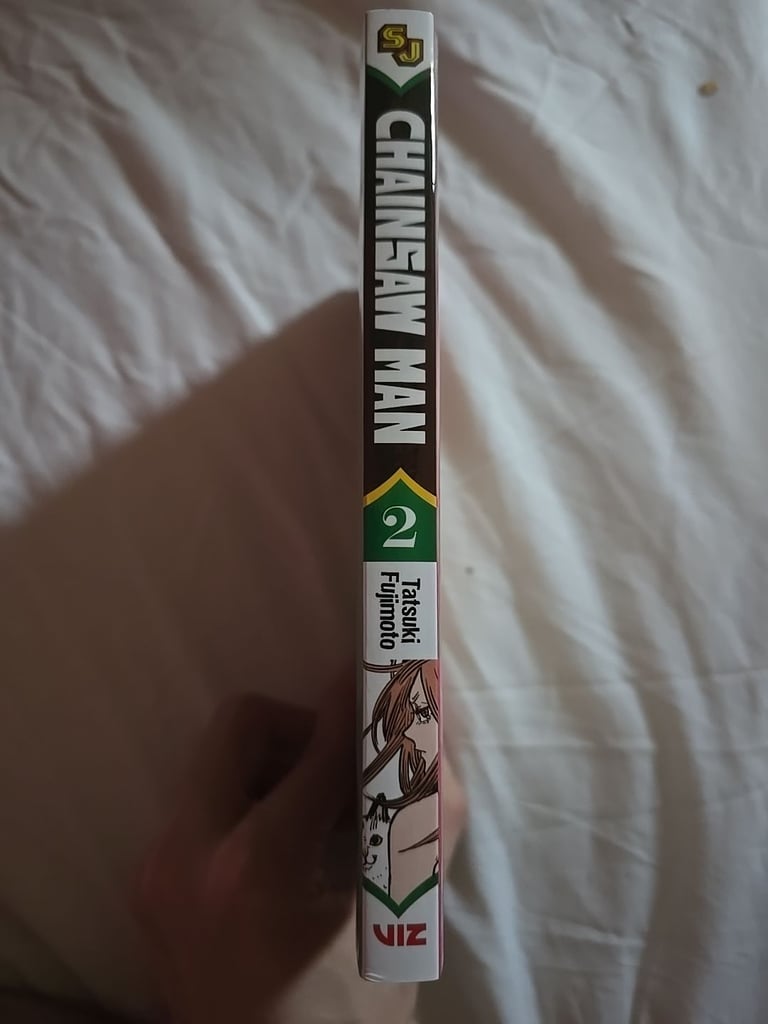 SJ
CHAINSAW MAN
2
Tatsuki
Fujimoto
VIZ